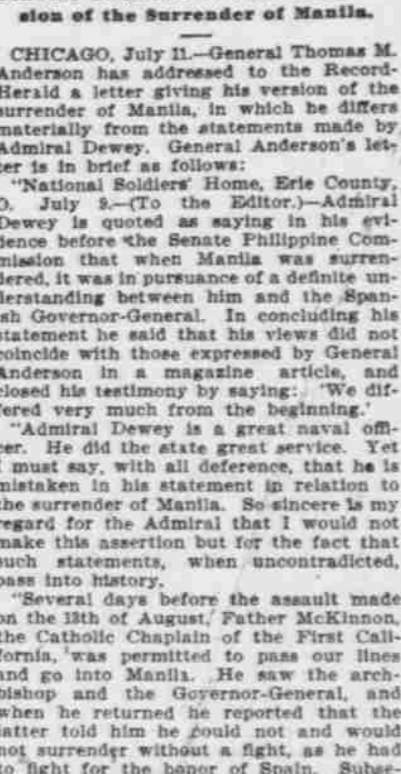 sion of the Surrender of Manila.
CHICAGO, July 11.—General Thomas M.
Anderson has addressed to the Record-
Herald a letter giving his version of the
surrender of Manila, in which he differs
materially from the statements made by
Admiral Dewey. General Anderson's let-
ter is in brief as follows:
"National Soldiers' Home, Erie County,
O. July 9.—(To the Editor.)—Admiral
Dewey is quoted as saying in his evi-
dence before the Senate Philippine Com-
mission that when Manila was surren-
dered, it was in pursuance of a definite un-
derstanding between him and the Span-
ish Governor-General. In concluding his
statement he said that his views did not
coincide with those expressed by General
Anderson in a magazine article, and
closed his testimony by saying: 'We dif-
fered very much from the beginning.'
"Admiral Dewey is a great naval offi-
cer. He did the state great service. Yet
I must say, with all deference, that he is
mistaken in his statement in relation to
the surrender of Manila. So sincere is my
regard for the Admiral that I would not
make this assertion but for the fact that
such statements, when uncontradicted,
pass into history.
"Several days before the assault made
on the 13th of August, Father McKinnon,
the Catholic Chaplain of the First Cali-
fornia, was permitted to pass our lines
and go into Manila. He saw the arch-
bishop and the Governor-General, and
when he returned he reported that the
latter told him he could not and would
not surrender without a fight, as he had
to fight for the honor of Spain. Subse-